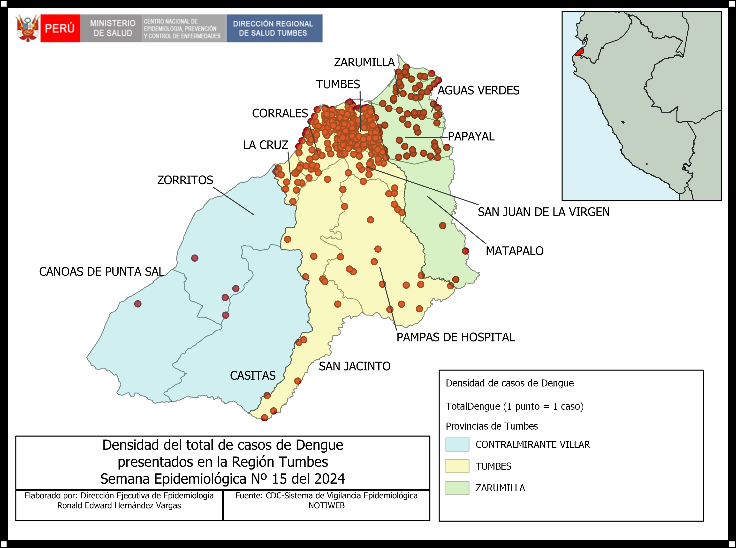 PERÚ
MINISTERIO
DE SALUD
CENTRO NACIONAL DE
EPIDEMIOLOGÍA, PREVENCIÓN
Y CONTROL DE ENFERMEDADES
DIRECCIÓN REGIONAL
DE SALUD TUMBES
ZARUMILLA
TUMBES
AGUAS VERDES
CORRALES
PAPAYAL
LA CRUZ
ZORRITOS
SAN JUAN DE LA VIRGEN
MATAPALO
CANOAS DE PUNTA SAL
PAMPAS DE HOSPITAL
SAN JACINTO
CASITAS
Densidad de casos de Dengue
TotalDengue (1 punto = 1 caso)
Provincias de Tumbes
CONTRALMIRANTE VILLAR
TUMBES
ZARUMILLA
Densidad del total de casos de Dengue
presentados en la Región Tumbes
Semana Epidemiológica Nº 15 del 2024
Elaborado por: Dirección Ejecutiva de Epidemiología
Ronald Edward Hernández Vargas
Fuente: CDC-Sistema de Vigilancia Epidemiológica
NOTIWEB